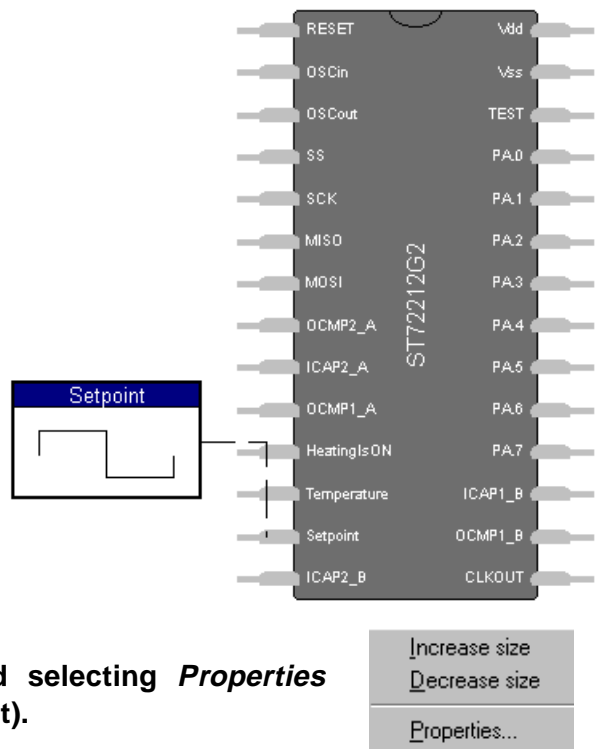 RESET
OSCin
OSCout
SS
SCK
MISO
MOSI
OCMP2_A
ICAP2_A
OCMP1_A
HeatingIsON
Temperature
Setpoint
ICAP2_B
ST72212G2
Vdd
Vss
TEST
PA.0
PA.1
PA.2
PA.3
PA.4
PA.5
PA.6
PA.7
ICAP1_B
OCMP1_B
CLKOUT
Setpoint
d selecting Properties
t).
Increase size
Decrease size
Properties...